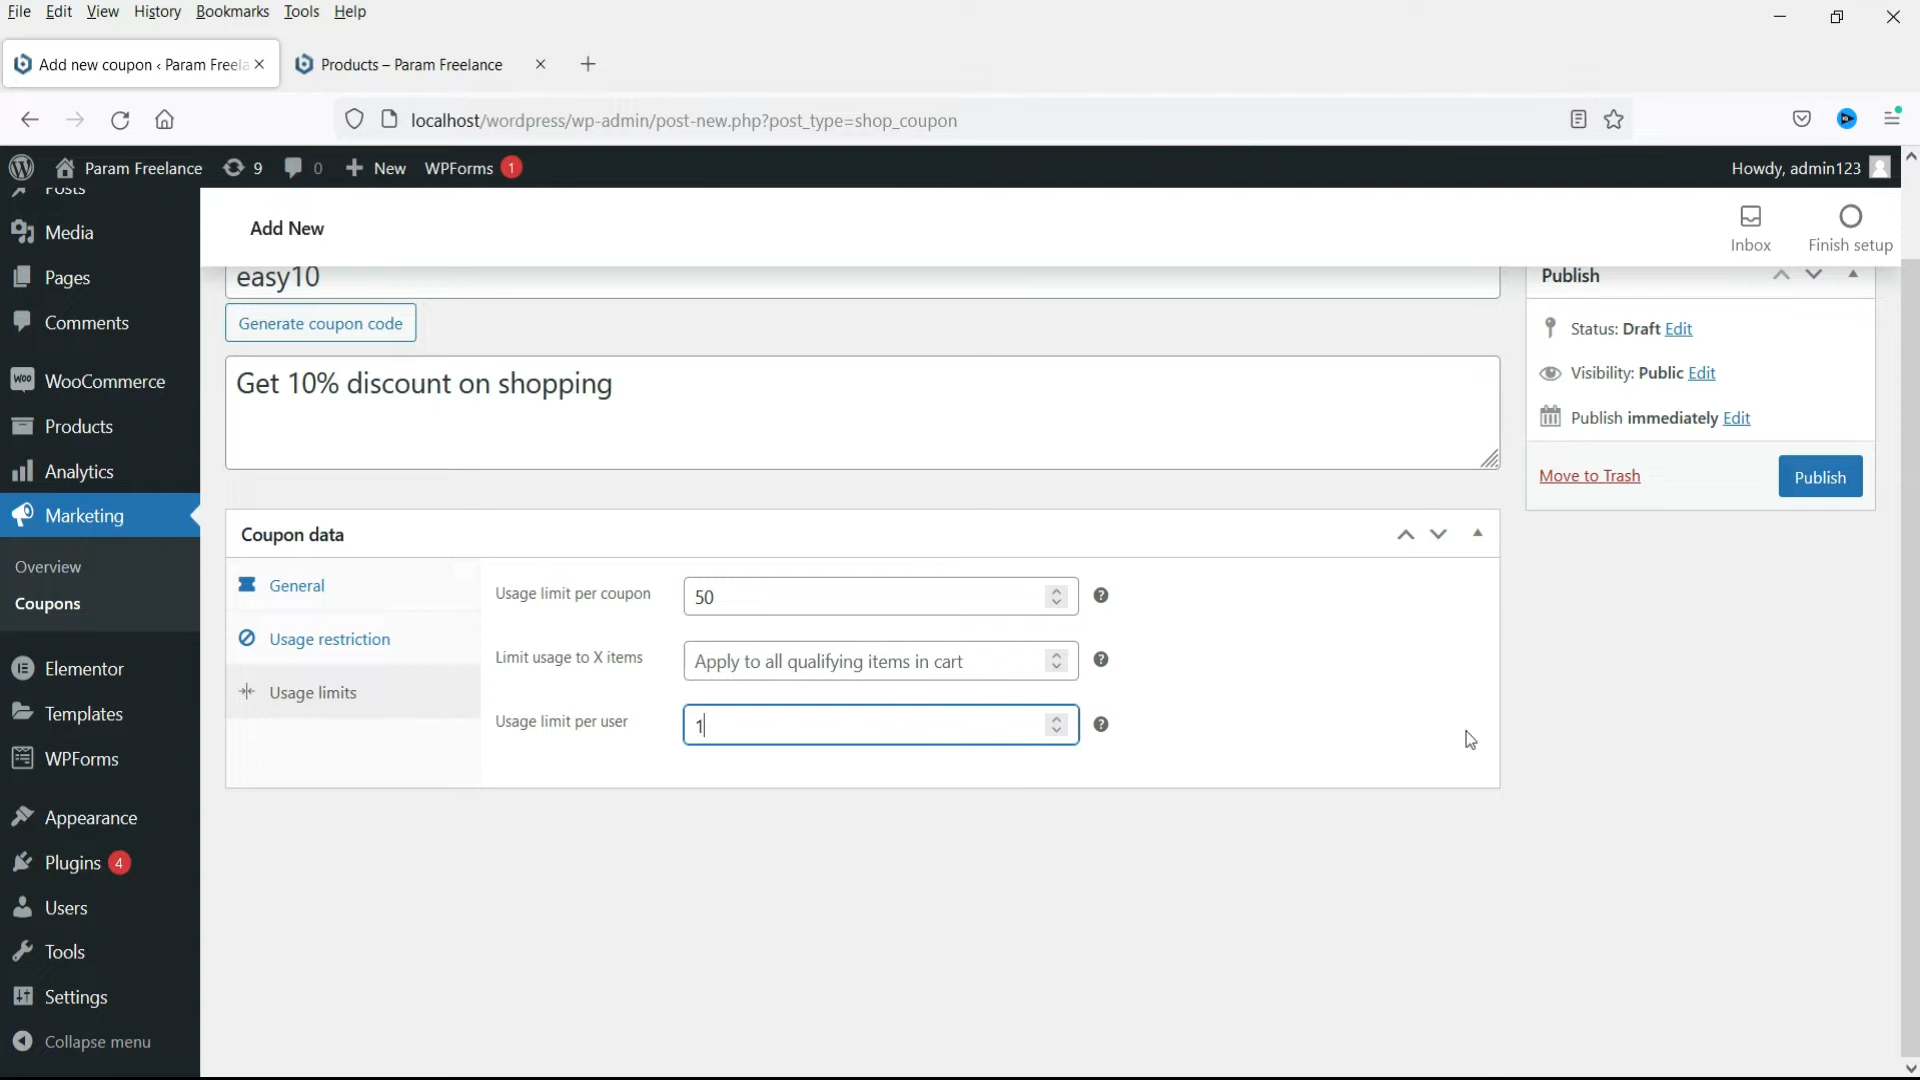 File Edit View History Bookmarks Tools Help
Add new coupon ‹ Param Freela
Products – Param Freelance
localhost/wordpress/wp-admin/post-new.php?post_type=shop_coupon
Param Freelance 9 0 New WPForms 1
Howdy, admin123
Posts
Media
Pages
Comments
WooCommerce
Products
Analytics
Marketing
Overview
Coupons
Elementor
Templates
WPForms
Appearance
Plugins 4
Users
Tools
Settings
Collapse menu
Add New
Inbox
Finish setup
easy10
Generate coupon code
Get 10% discount on shopping
Coupon data
General
Usage restriction
Usage limits
Usage limit per coupon 50
Limit usage to X items Apply to all qualifying items in cart
Usage limit per user 1
Publish
Status: Draft Edit
Visibility: Public Edit
Publish immediately Edit
Move to Trash
Publish